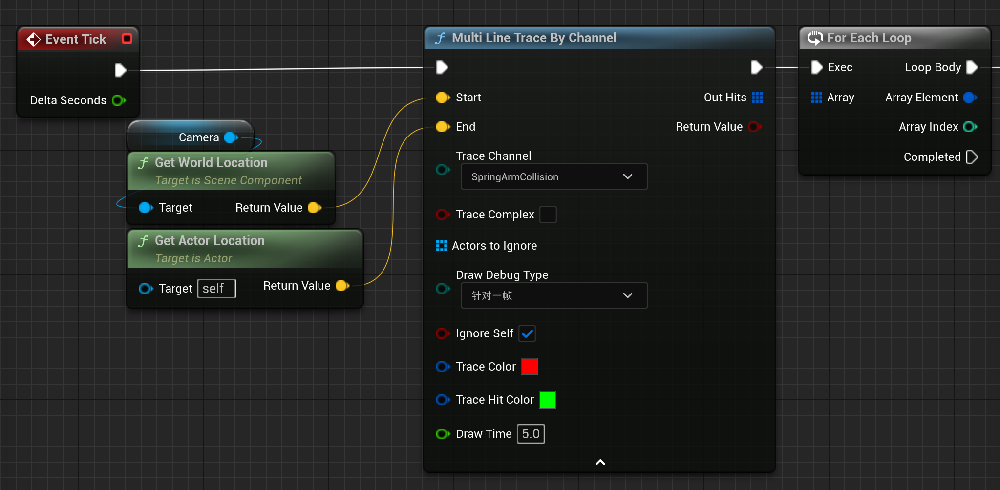 Event Tick
Delta Seconds
Camera
Get World Location
Target is Scene Component
Target
Return Value
Get Actor Location
Target is Actor
Target
self
Return Value
Multi Line Trace By Channel
Start
Out Hits
End
Return Value
Trace Channel
SpringArmCollision
Trace Complex
Actors to Ignore
Draw Debug Type
针对一帧
Ignore Self
Trace Color
Trace Hit Color
Draw Time
5.0
For Each Loop
Exec
Loop Body
Array
Array Element
Array Index
Completed